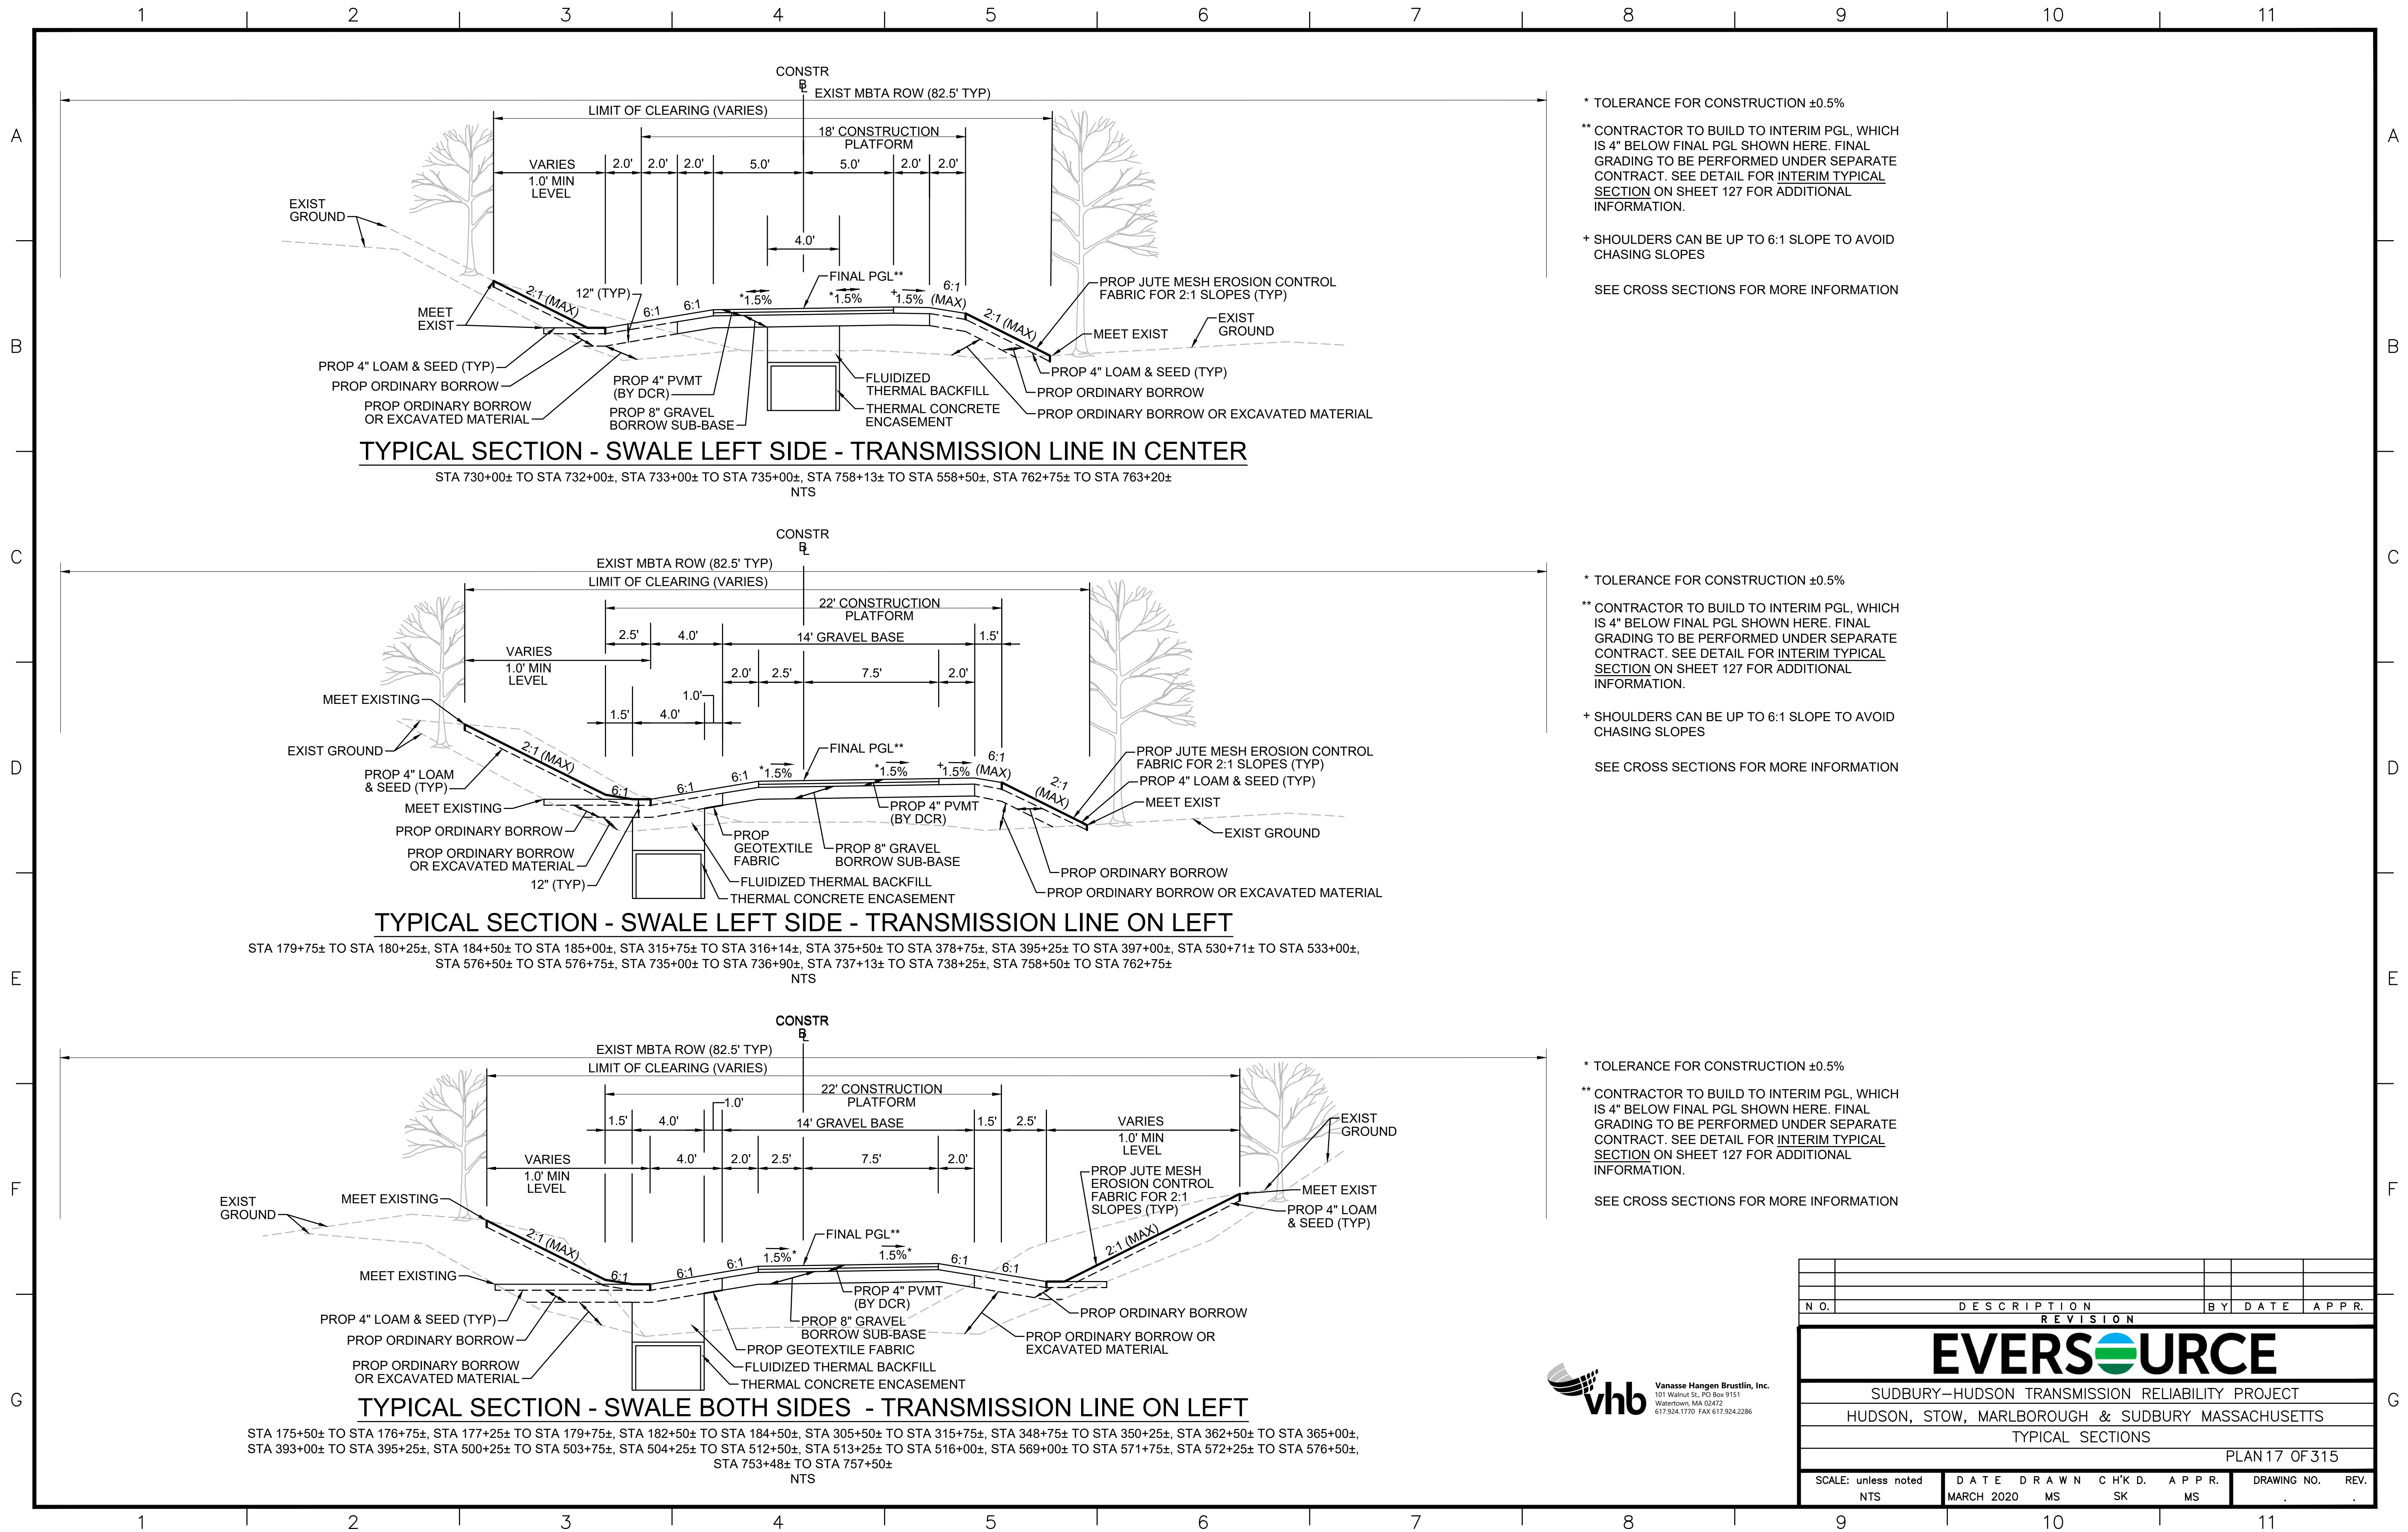 1 2 3 4 5 6 7 8 9 10 11
A
B
C
D
E
F
G
CONSTR
BL
EXIST MBTA ROW (82.5' TYP)
LIMIT OF CLEARING (VARIES)
18' CONSTRUCTION
PLATFORM
VARIES
1.0' MIN
LEVEL
2.0' 2.0' 2.0' 5.0' 5.0' 2.0' 2.0'
4.0'
EXIST
GROUND
FINAL PGL**
2:1 (MAX)
12" (TYP)
6:1 6:1
*1.5% *1.5% +1.5%
6:1
(MAX)
2:1 (MAX)
PROP JUTE MESH EROSION CONTROL
FABRIC FOR 2:1 SLOPES (TYP)
MEET
EXIST
EXIST
GROUND
MEET EXIST
PROP 4" LOAM & SEED (TYP)
PROP ORDINARY BORROW
PROP ORDINARY BORROW
OR EXCAVATED MATERIAL
PROP 4" PVMT
(BY DCR)
PROP 8" GRAVEL
BORROW SUB-BASE
FLUIDIZED
THERMAL BACKFILL
THERMAL CONCRETE
ENCASEMENT
PROP 4" LOAM & SEED (TYP)
PROP ORDINARY BORROW
PROP ORDINARY BORROW OR EXCAVATED MATERIAL
TYPICAL SECTION - SWALE LEFT SIDE - TRANSMISSION LINE IN CENTER
STA 730+00± TO STA 732+00±, STA 733+00± TO STA 735+00±, STA 758+13± TO STA 558+50±, STA 762+75± TO STA 763+20±
NTS
* TOLERANCE FOR CONSTRUCTION ±0.5%
** CONTRACTOR TO BUILD TO INTERIM PGL, WHICH
IS 4" BELOW FINAL PGL SHOWN HERE. FINAL
GRADING TO BE PERFORMED UNDER SEPARATE
CONTRACT. SEE DETAIL FOR INTERIM TYPICAL
SECTION ON SHEET 127 FOR ADDITIONAL
INFORMATION.
+ SHOULDERS CAN BE UP TO 6:1 SLOPE TO AVOID
CHASING SLOPES
SEE CROSS SECTIONS FOR MORE INFORMATION
CONSTR
BL
EXIST MBTA ROW (82.5' TYP)
LIMIT OF CLEARING (VARIES)
22' CONSTRUCTION
PLATFORM
2.5' 4.0' 14' GRAVEL BASE 1.5'
VARIES
1.0' MIN
LEVEL
2.0' 2.5' 7.5' 2.0'
1.0'
1.5' 4.0'
MEET EXISTING
EXIST GROUND
2:1 (MAX)
FINAL PGL**
PROP 4" LOAM
& SEED (TYP)
6:1 6:1 6:1
*1.5% *1.5% +1.5%
6:1
(MAX)
2:1
(MAX)
PROP JUTE MESH EROSION CONTROL
FABRIC FOR 2:1 SLOPES (TYP)
PROP 4" LOAM & SEED (TYP)
MEET EXIST
EXIST GROUND
MEET EXISTING
PROP ORDINARY BORROW
PROP ORDINARY BORROW
OR EXCAVATED MATERIAL
12" (TYP)
PROP
GEOTEXTILE
FABRIC
PROP 4" PVMT
(BY DCR)
PROP 8" GRAVEL
BORROW SUB-BASE
FLUIDIZED THERMAL BACKFILL
THERMAL CONCRETE ENCASEMENT
PROP ORDINARY BORROW
PROP ORDINARY BORROW OR EXCAVATED MATERIAL
TYPICAL SECTION - SWALE LEFT SIDE - TRANSMISSION LINE ON LEFT
STA 179+75± TO STA 180+25±, STA 184+50± TO STA 185+00±, STA 315+75± TO STA 316+14±, STA 375+50± TO STA 378+75±, STA 395+25± TO STA 397+00±, STA 530+71± TO STA 533+00±,
STA 576+50± TO STA 576+75±, STA 735+00± TO STA 736+90±, STA 737+13± TO STA 738+25±, STA 758+50± TO STA 762+75±
NTS
* TOLERANCE FOR CONSTRUCTION ±0.5%
** CONTRACTOR TO BUILD TO INTERIM PGL, WHICH
IS 4" BELOW FINAL PGL SHOWN HERE. FINAL
GRADING TO BE PERFORMED UNDER SEPARATE
CONTRACT. SEE DETAIL FOR INTERIM TYPICAL
SECTION ON SHEET 127 FOR ADDITIONAL
INFORMATION.
+ SHOULDERS CAN BE UP TO 6:1 SLOPE TO AVOID
CHASING SLOPES
SEE CROSS SECTIONS FOR MORE INFORMATION
CONSTR
BL
EXIST MBTA ROW (82.5' TYP)
LIMIT OF CLEARING (VARIES)
22' CONSTRUCTION
PLATFORM
1.0'
1.5' 4.0' 14' GRAVEL BASE 1.5' 2.5' VARIES
1.0' MIN
LEVEL
VARIES
1.0' MIN
LEVEL
4.0' 2.0' 2.5' 7.5' 2.0'
EXIST
GROUND
PROP JUTE MESH
EROSION CONTROL
FABRIC FOR 2:1
SLOPES (TYP)
MEET EXIST
PROP 4" LOAM
& SEED (TYP)
EXIST
GROUND
MEET EXISTING
2:1 (MAX)
FINAL PGL**
6:1 6:1 6:1
1.5%* 1.5%*
6:1 6:1
2:1 (MAX)
MEET EXISTING
PROP 4" LOAM & SEED (TYP)
PROP ORDINARY BORROW
PROP ORDINARY BORROW
OR EXCAVATED MATERIAL
PROP 4" PVMT
(BY DCR)
PROP 8" GRAVEL
BORROW SUB-BASE
PROP GEOTEXTILE FABRIC
FLUIDIZED THERMAL BACKFILL
THERMAL CONCRETE ENCASEMENT
PROP ORDINARY BORROW
PROP ORDINARY BORROW OR
EXCAVATED MATERIAL
TYPICAL SECTION - SWALE BOTH SIDES - TRANSMISSION LINE ON LEFT
STA 175+50± TO STA 176+75±, STA 177+25± TO STA 179+75±, STA 182+50± TO STA 184+50±, STA 305+50± TO STA 315+75±, STA 348+75± TO STA 350+25±, STA 362+50± TO STA 365+00±,
STA 393+00± TO STA 395+25±, STA 500+25± TO STA 503+75±, STA 504+25± TO STA 512+50±, STA 513+25± TO STA 516+00±, STA 569+00± TO STA 571+75±, STA 572+25± TO STA 576+50±,
STA 753+48± TO STA 757+50±
NTS
* TOLERANCE FOR CONSTRUCTION ±0.5%
** CONTRACTOR TO BUILD TO INTERIM PGL, WHICH
IS 4" BELOW FINAL PGL SHOWN HERE. FINAL
GRADING TO BE PERFORMED UNDER SEPARATE
CONTRACT. SEE DETAIL FOR INTERIM TYPICAL
SECTION ON SHEET 127 FOR ADDITIONAL
INFORMATION.
SEE CROSS SECTIONS FOR MORE INFORMATION
vhb
Vanasse Hangen Brustlin, Inc.
101 Walnut St., PO Box 9151
Watertown, MA 02472
617.924.1770 FAX 617.924.2286
NO. DESCRIPTION BY DATE APPR.
REVISION
EVERSOURCE
SUDBURY-HUDSON TRANSMISSION RELIABILITY PROJECT
HUDSON, STOW, MARLBOROUGH & SUDBURY MASSACHUSETTS
TYPICAL SECTIONS
PLAN 17 OF 315
SCALE: unless noted DATE DRAWN CH'K D. APPR. DRAWING NO. REV.
NTS MARCH 2020 MS SK MS . .
A
B
C
D
E
F
G
1 2 3 4 5 6 7 8 9 10 11